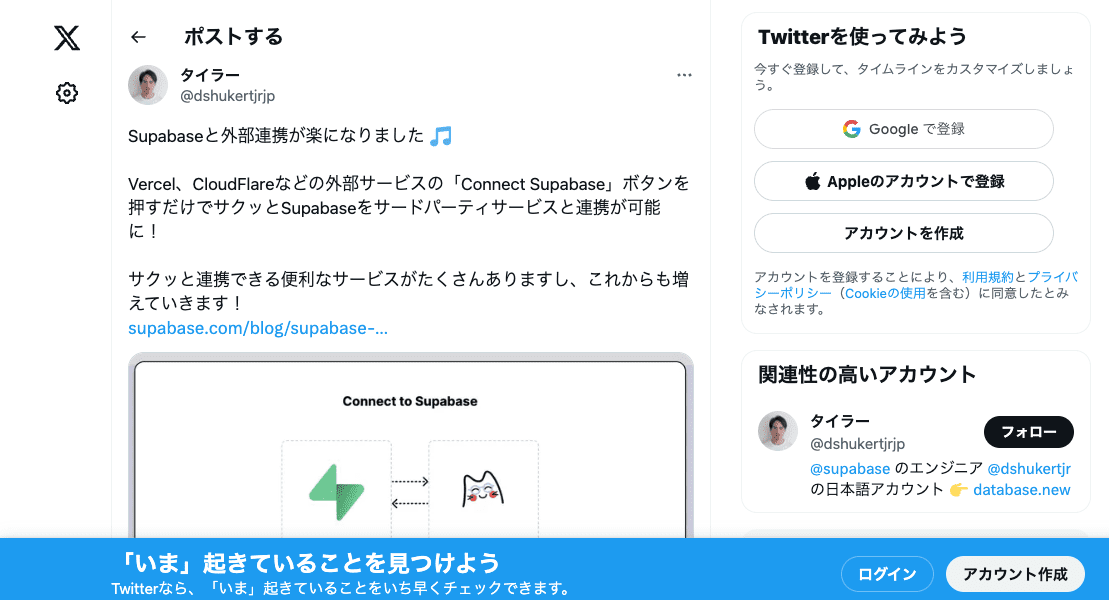 ポストする
タイラー
@dshukertjrjp
Supabaseと外部連携が楽になりました🎵
Vercel、CloudFlareなどの外部サービスの「Connect Supabase」ボタンを
押すだけでサクッとSupabaseをサードパーティサービスと連携が可能
に！
サクッと連携できる便利なサービスがたくさんありますし、これからも増
えていきます！
supabase.com/blog/supabase-…
Connect to Supabase
Twitterを使ってみよう
今すぐ登録して、タイムラインをカスタマイズしましょ
う。
Google で登録
Appleのアカウントで登録
アカウントを作成
アカウントを登録することにより、利用規約とプライバ
シーポリシー（Cookieの使用を含む）に同意したとみ
なされます。
関連性の高いアカウント
タイラー
@dshukertjrjp
フォロー
@supabase のエンジニア @dshukertjr
の日本語アカウント 👉 database.new
「いま」起きていることを見つけよう
Twitterなら、「いま」起きていることをいち早くチェックできます。
ログイン
アカウント作成